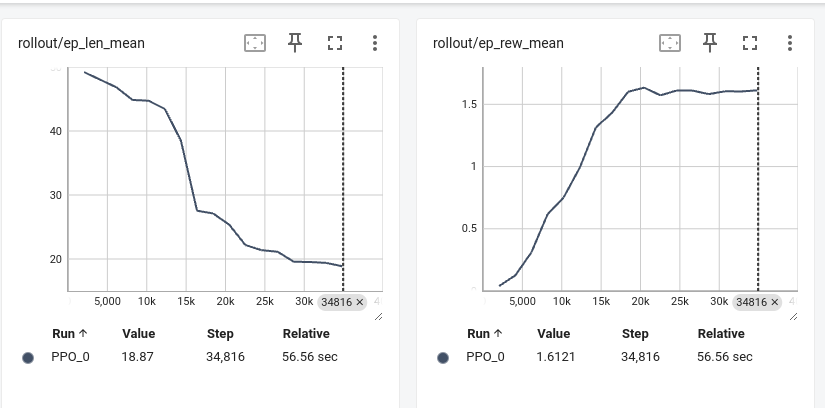 rollout/ep_len_mean
40
30
20
5,000 10k 15k 20k 25k 30k 34816 ✕
Run ↑ Value Step Relative
PPO_0 18.87 34,816 56.56 sec
rollout/ep_rew_mean
1.5
1
0.5
5,000 10k 15k 20k 25k 30k 34816 ✕
Run ↑ Value Step Relative
PPO_0 1.6121 34,816 56.56 sec